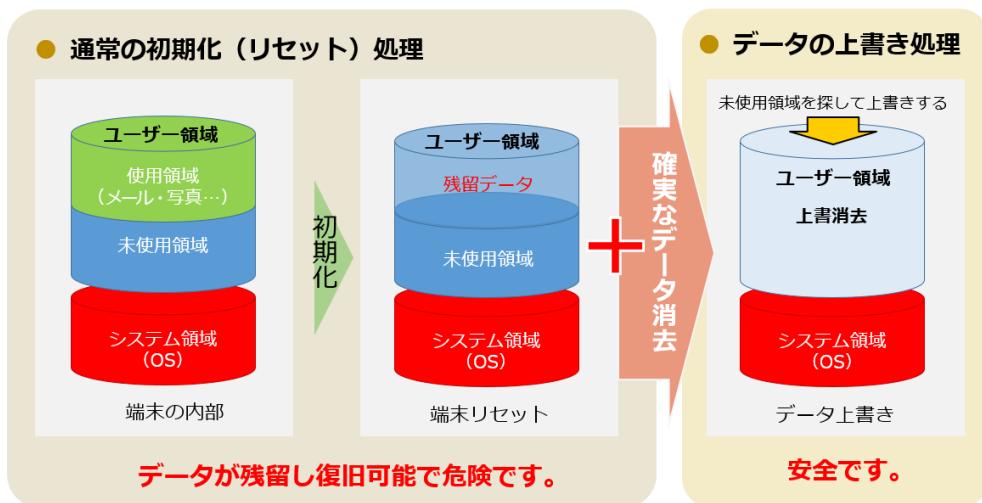 ● 通常の初期化（リセット）処理
ユーザー領域
使用領域
（メール・写真…）
未使用領域
システム領域
（OS）
端末の内部
初期化
ユーザー領域
残留データ
未使用領域
システム領域
（OS）
端末リセット
データが残留し復旧可能で危険です。
＋
確実なデータ消去
● データの上書き処理
未使用領域を探して上書きする
ユーザー領域
上書消去
システム領域
（OS）
データ上書き
安全です。